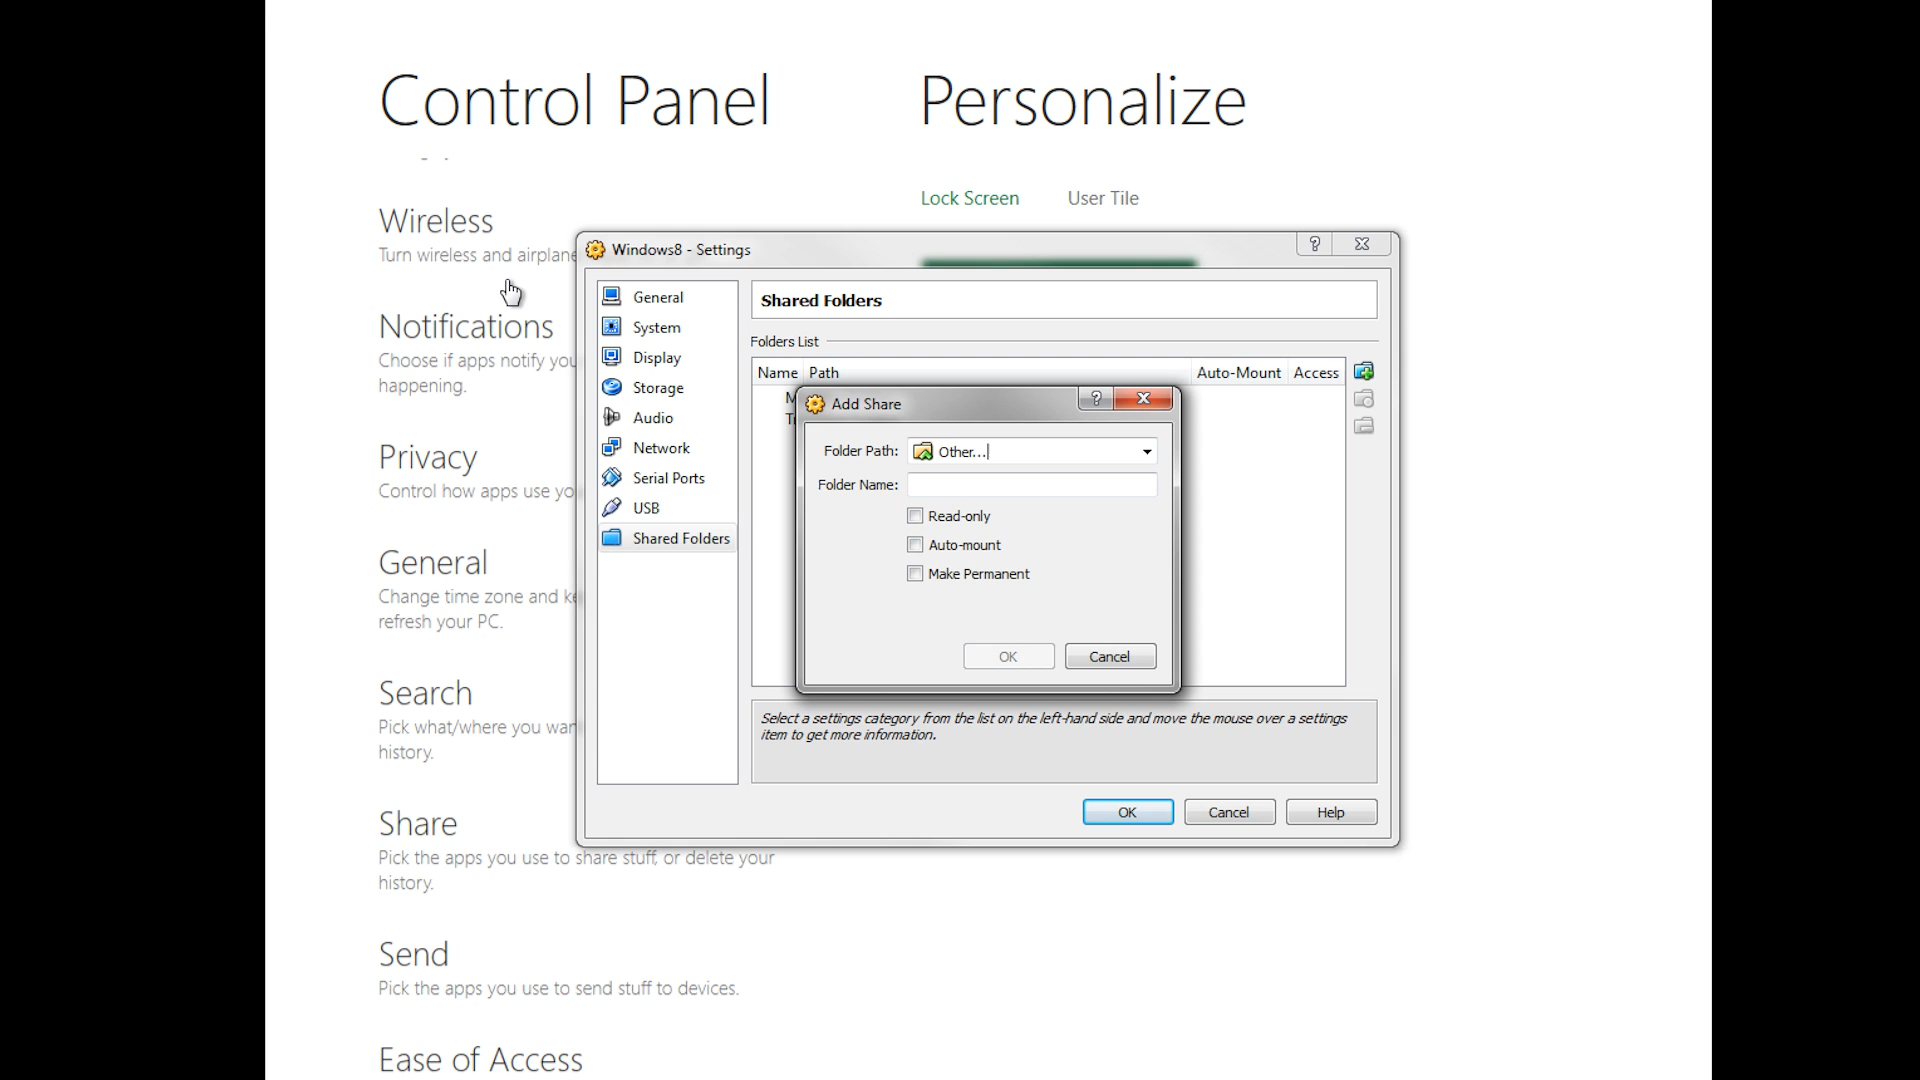 Control Panel
Personalize
Wireless
Turn wireless and airplane
Notifications
Choose if apps notify you
happening.
Privacy
Control how apps use yo
General
Change time zone and ke
refresh your PC.
Search
Pick what/where you wan
history.
Share
Pick the apps you use to share stuff, or delete your
history.
Send
Pick the apps you use to send stuff to devices.
Ease of Access
Lock Screen
User Tile
Windows8 - Settings
General
System
Display
Storage
Audio
Network
Serial Ports
USB
Shared Folders
Shared Folders
Folders List
Name Path Auto-Mount Access
Add Share
Folder Path: Other...
Folder Name:
Read-only
Auto-mount
Make Permanent
OK Cancel
Select a settings category from the list on the left-hand side and move the mouse over a settings
item to get more information.
OK Cancel Help